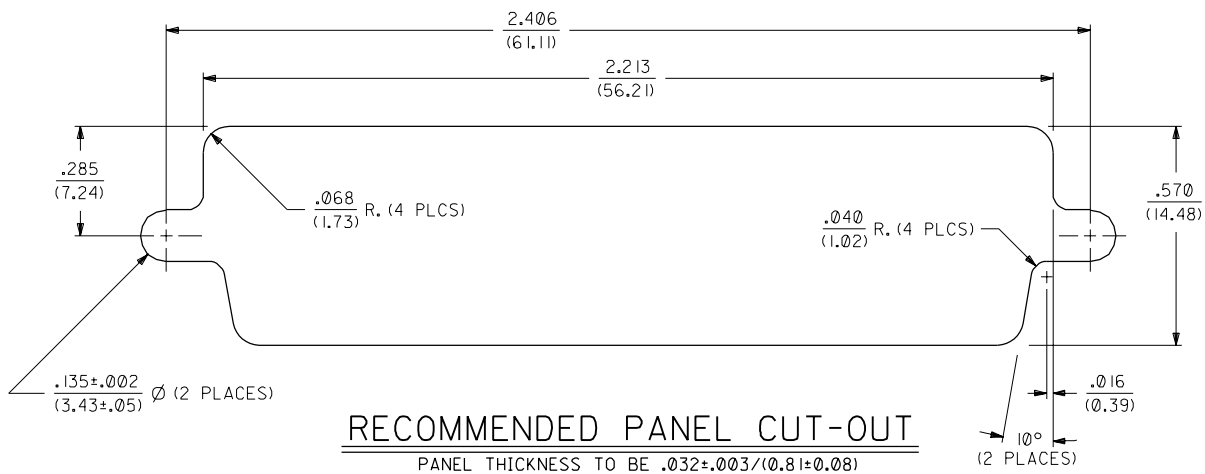 2.406
(61.11)
2.213
(56.21)
.285
(7.24)
.068
(1.73) R. (4 PLCS)
.570
(14.48)
.040
(1.02) R. (4 PLCS)
.135±.002
(3.43±.05) Ø (2 PLACES)
.016
(0.39)
10°
(2 PLACES)
RECOMMENDED PANEL CUT-OUT
PANEL THICKNESS TO BE .032±.003/(0.81±0.08)